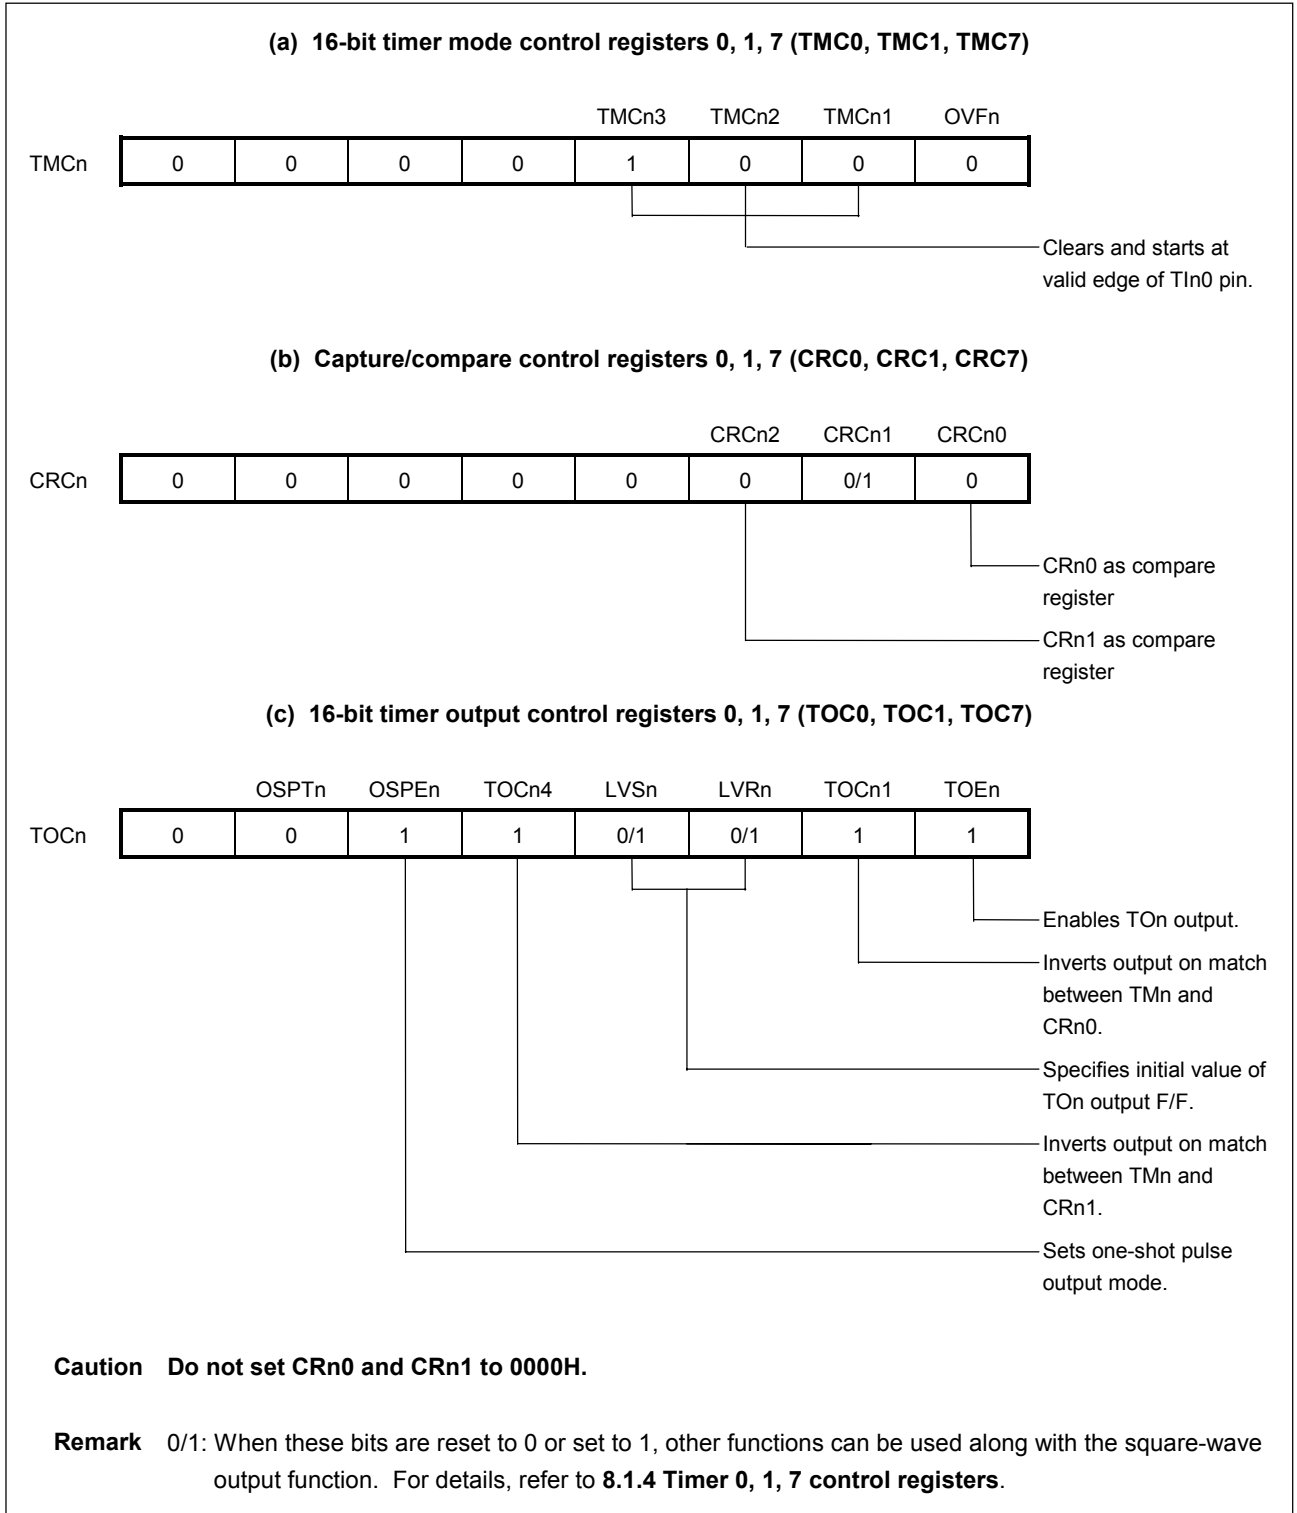 (a) 16-bit timer mode control registers 0, 1, 7 (TMC0, TMC1, TMC7)
TMCn3 TMCn2 TMCn1 OVFn
TMCn 0 0 0 0 1 0 0 0
Clears and starts at
valid edge of TIn0 pin.
(b) Capture/compare control registers 0, 1, 7 (CRC0, CRC1, CRC7)
CRCn2 CRCn1 CRCn0
CRCn 0 0 0 0 0 0 0/1 0
CRn0 as compare
register
CRn1 as compare
register
(c) 16-bit timer output control registers 0, 1, 7 (TOC0, TOC1, TOC7)
OSPTn OSPEn TOCn4 LVSn LVRn TOCn1 TOEn
TOCn 0 0 1 1 0/1 0/1 1 1
Enables TOn output.
Inverts output on match
between TMn and
CRn0.
Specifies initial value of
TOn output F/F.
Inverts output on match
between TMn and
CRn1.
Sets one-shot pulse
output mode.
Caution Do not set CRn0 and CRn1 to 0000H.
Remark 0/1: When these bits are reset to 0 or set to 1, other functions can be used along with the square-wave
output function. For details, refer to 8.1.4 Timer 0, 1, 7 control registers.